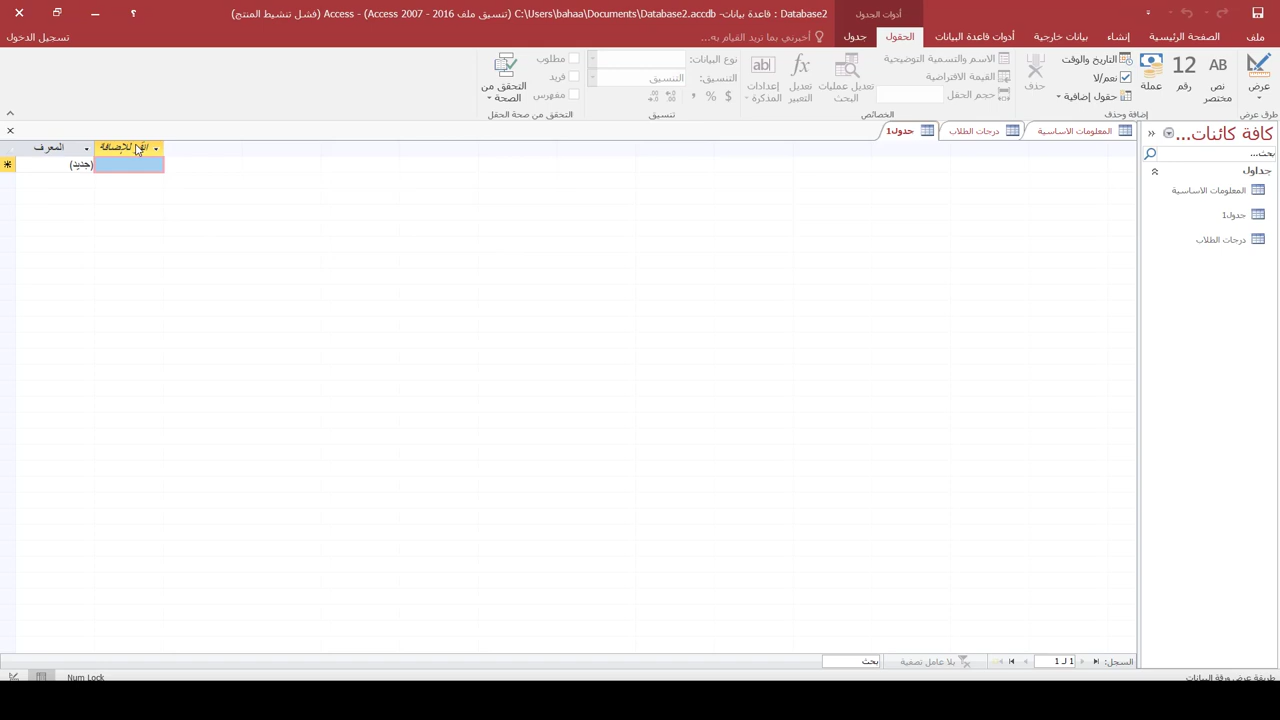 Database2 : قاعدة بيانات- C:\Users\bahaa\Documents\Database2.accdb (تنسيق ملف Access 2007 - 2016) - Access (فشل تنشيط المنتج)
أدوات الجدول
ملف
الصفحة الرئيسية
إنشاء
بيانات خارجية
أدوات قاعدة البيانات
الحقول
جدول
أخبرني بما تريد القيام به...
تسجيل الدخول
عرض
طرق عرض
AB
نص مختصر
12
رقم
عملة
التاريخ والوقت
نعم/لا
حقول إضافية
حذف
إضافة وحذف
الاسم والتسمية التوضيحية
القيمة الافتراضية
حجم الحقل
تعديل عمليات البحث
fx
تعديل التعبير
ab
إعدادات المذكرة
الخصائص
نوع البيانات:
التنسيق:
التنسيق
$ %
تنسيق
مطلوب
فريد
مفهرس
التحقق من الصحة
التحقق من صحة الحقل
كافة كائنات...
بحث...
جداول
المعلومات الاساسية
جدول1
درجات الطلاب
المعلومات الاساسية
درجات الطلاب
جدول1
المعرف
للإضافة
(جديد)
السجل:
1 لـ 1
بلا عامل تصفية
بحث
طريقة عرض ورقة البيانات
Num Lock